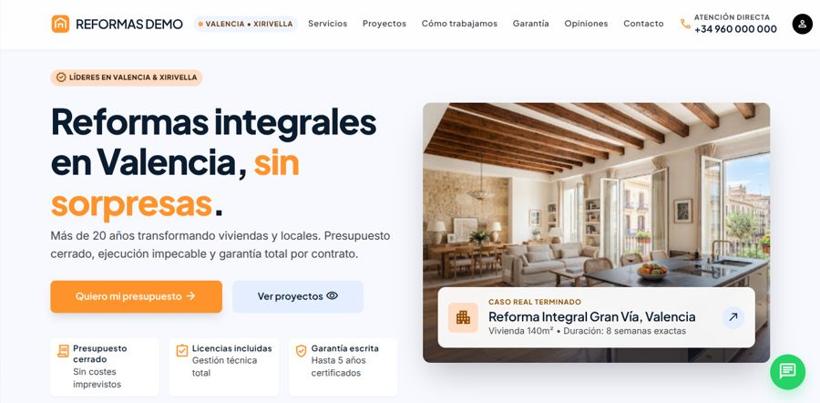 REFORMAS DEMO
VALENCIA • XIRIVELLA
Servicios
Proyectos
Cómo trabajamos
Garantía
Opiniones
Contacto
ATENCIÓN DIRECTA
+34 960 000 000
LÍDERES EN VALENCIA & XIRIVELLA
Reformas integrales
en Valencia, sin
sorpresas.
Más de 20 años transformando viviendas y locales. Presupuesto
cerrado, ejecución impecable y garantía total por contrato.
Quiero mi presupuesto →
Ver proyectos
Presupuesto
cerrado
Sin costes
imprevistos
Licencias incluidas
Gestión técnica
total
Garantía escrita
Hasta 5 años
certificados
CASO REAL TERMINADO
Reforma Integral Gran Vía, Valencia
Vivienda 140m² • Duración: 8 semanas exactas